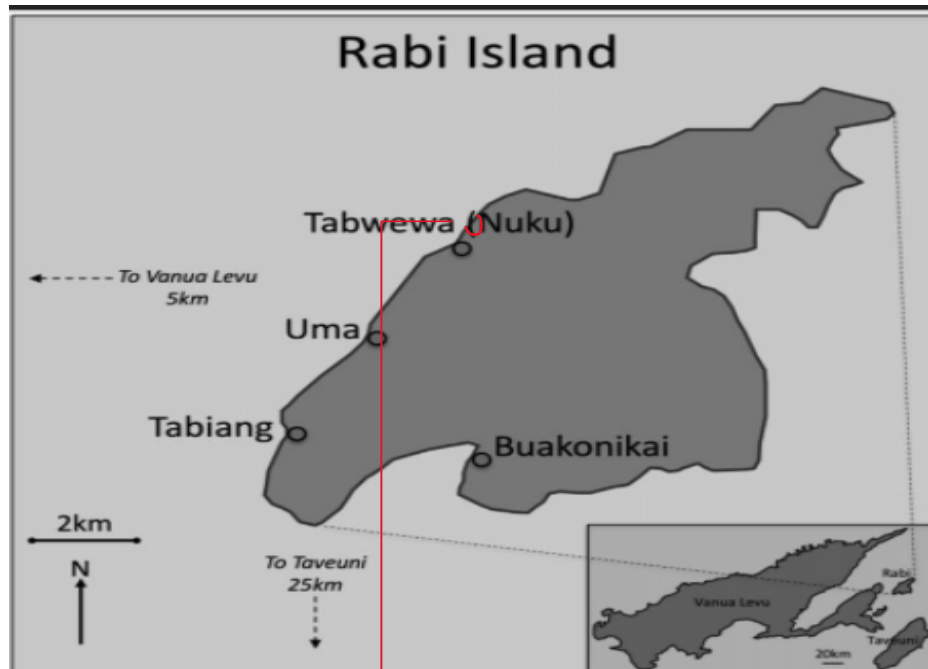 Rabi Island
Tabwewa (Nuku)
To Vanua Levu
5km
Uma
Tabiang
Buakonikai
2km
N
To Taveuni
25km
Rabi
Vanua Levu
Taveuni
20km